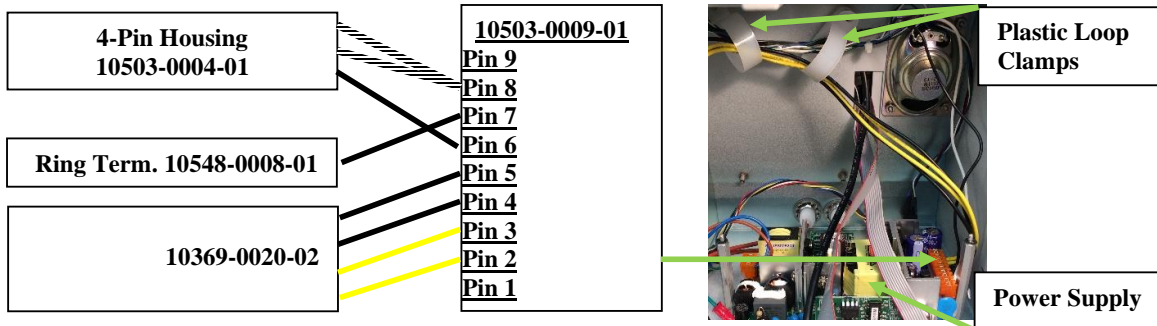 4-Pin Housing
10503-0004-01
Ring Term. 10548-0008-01
10369-0020-02
10503-0009-01
Pin 9
Pin 8
Pin 7
Pin 6
Pin 5
Pin 4
Pin 3
Pin 2
Pin 1
Plastic Loop
Clamps
Power Supply